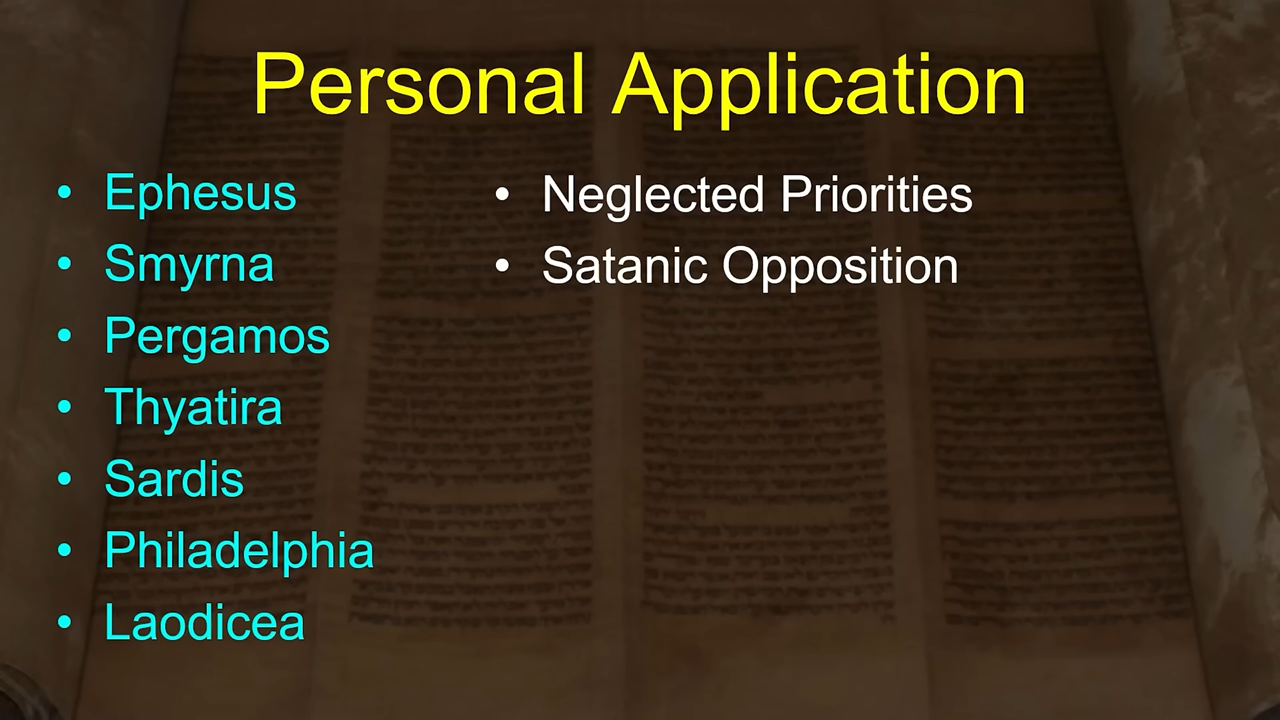 Personal Application
• Ephesus
• Smyrna
• Pergamos
• Thyatira
• Sardis
• Philadelphia
• Laodicea
• Neglected Priorities
• Satanic Opposition